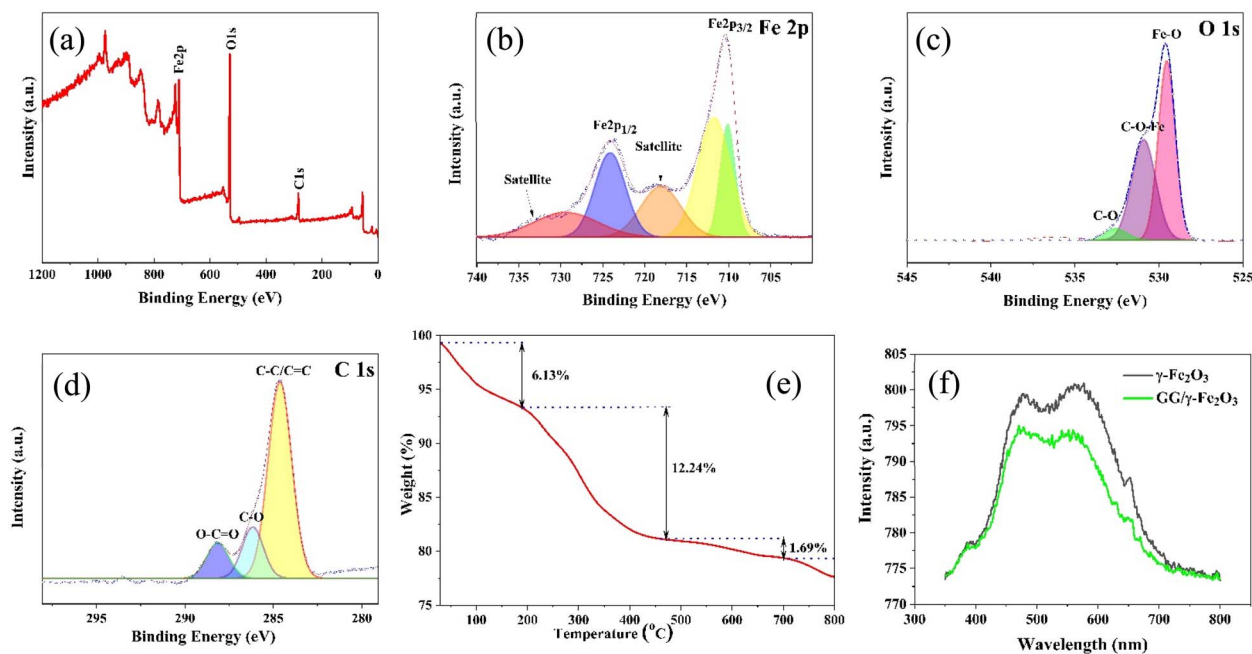 (a)
Fe2p
O1s
C1s
Intensity (a.u.)
1200 1000 800 600 400 200 0
Binding Energy (eV)
(b)
Fe 2p
Fe2p3/2
Fe2p1/2
Satellite
Satellite
Intensity (a.u.)
740 735 730 725 720 715 710 705
Binding Energy (eV)
(c)
O 1s
Fe-O
C-O-Fe
C-O
Intensity (a.u.)
545 540 535 530 525
Binding Energy (eV)
(d)
C 1s
C-C/C=C
C-O
O-C=O
Intensity (a.u.)
295 290 285 280
Binding Energy (eV)
(e)
100
95
90
85
80
75
Weight (%)
6.13%
12.24%
1.69%
100 200 300 400 500 600 700 800
Temperature (°C)
(f)
805
800
795
790
785
780
775
770
Intensity (a.u.)
γ-Fe₂O₃
GG/γ-Fe₂O₃
300 400 500 600 700 800
Wavelength (nm)